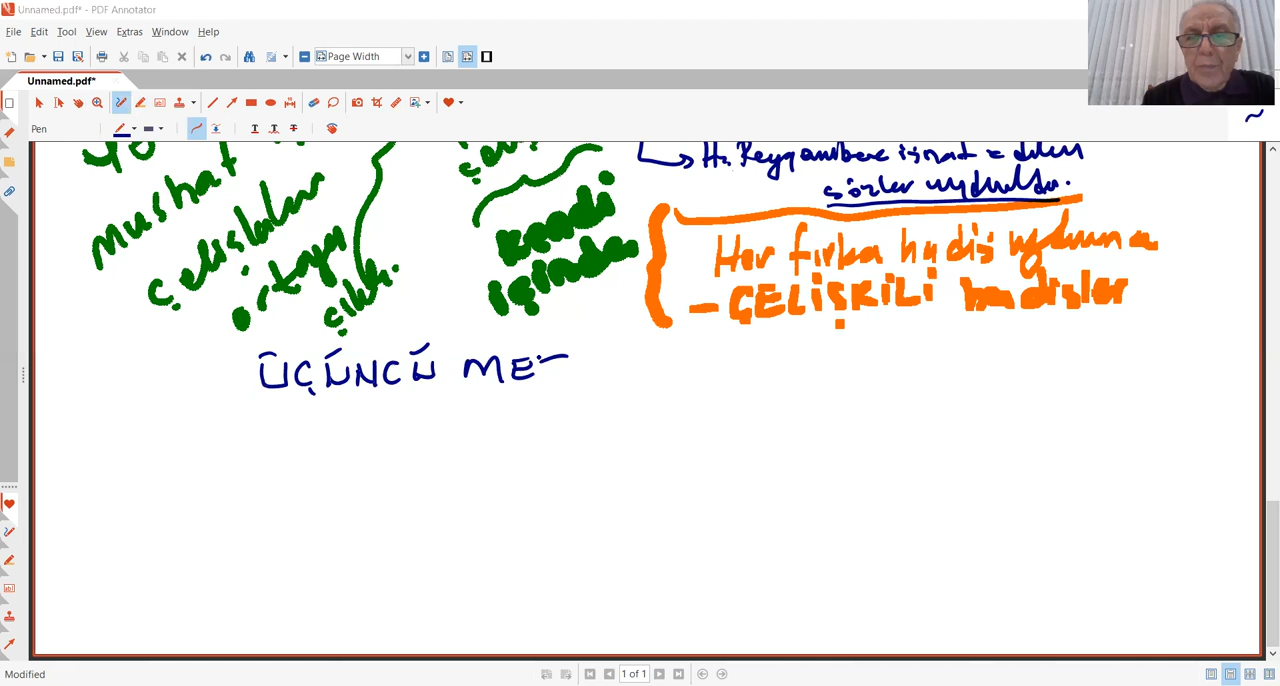 Unnamed.pdf* - PDF Annotator
File Edit Tool View Extras Window Help
Page Width
Unnamed.pdf*
Pen
Hz. Peygambere isnat edilen
sözler uyduruldu.
mushaf
çelişkileri
ortaya
çıktı.
kendi
içinde
Her fırka hadis uydurma
- ÇELİŞKİLİ hadisler
ÜÇÜNCÜ ME
Modified
1 of 1